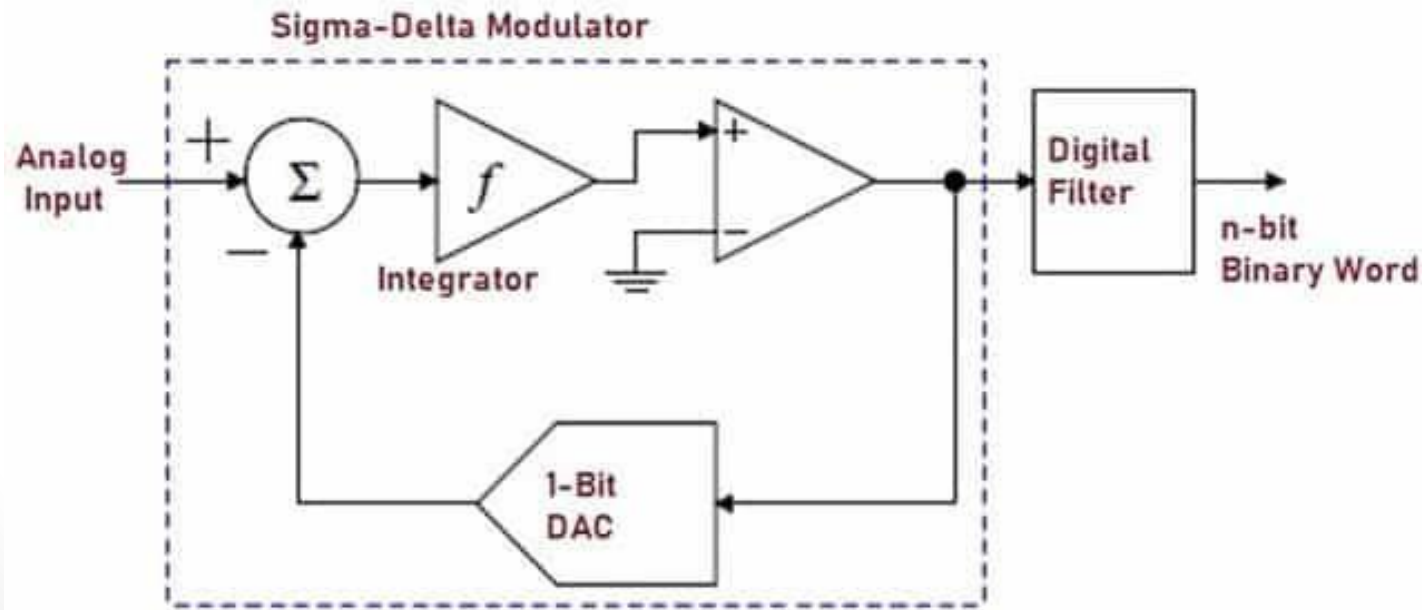 Sigma-Delta Modulator
Analog
Input
+
−
Σ
f
Integrator
+
−
Digital
Filter
n-bit
Binary Word
1-Bit
DAC